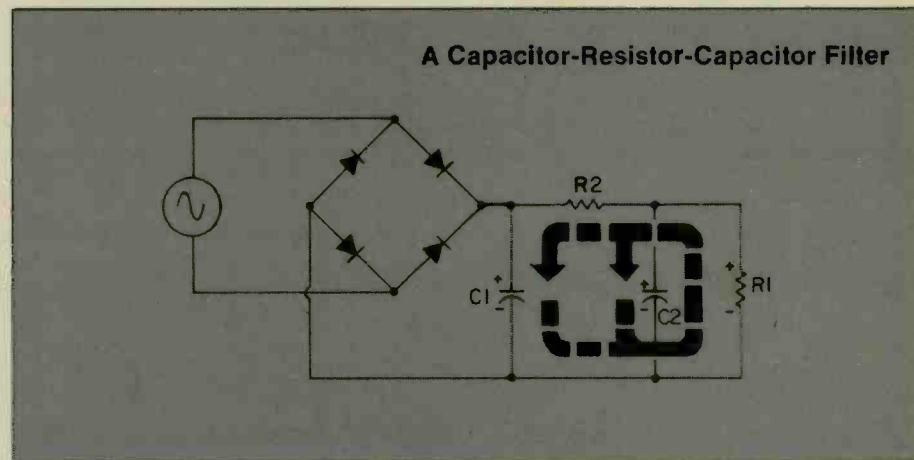 A Capacitor-Resistor-Capacitor Filter
R2
+
+
+
C1
R1
-
-
C2
-